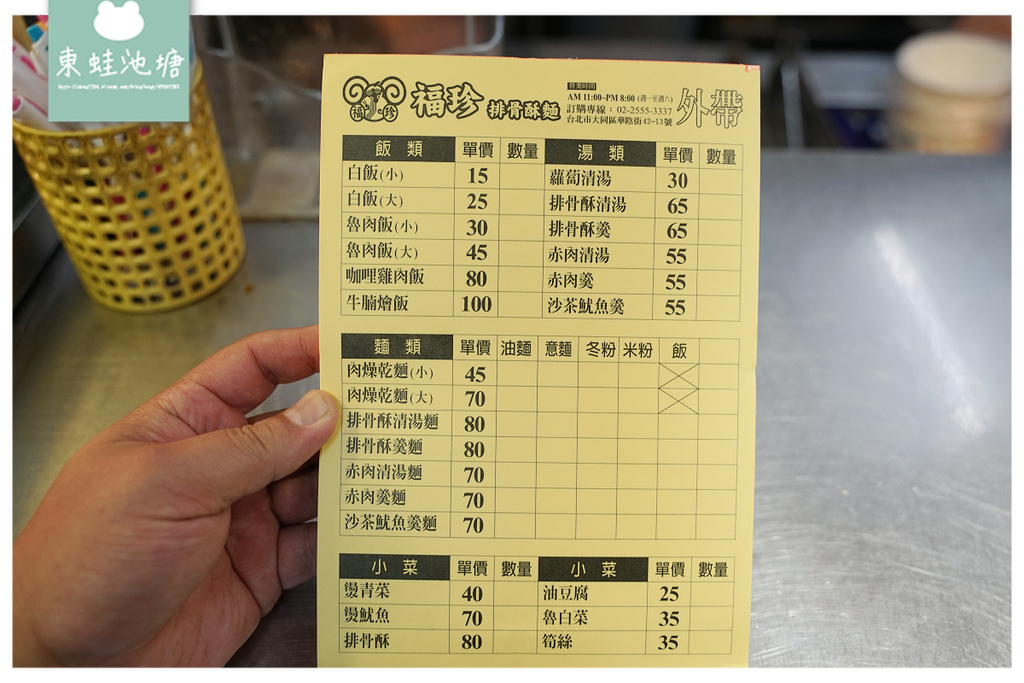 東蛙池塘
福珍 排骨酥麵
福 珍
營業時間
AM 11:00~PM 8:00 (週一至週六)
訂購專線：02-2555-3337
台北市大同區華陰街42-13號
外帶
飯類 單價 數量 湯類 單價 數量
白飯(小) 15 蘿蔔清湯 30
白飯(大) 25 排骨酥清湯 65
魯肉飯(小) 30 排骨酥羹 65
魯肉飯(大) 45 赤肉清湯 55
咖哩雞肉飯 80 赤肉羹 55
牛腩燴飯 100 沙茶魷魚羹 55
麵類 單價 油麵 意麵 冬粉 米粉 飯
肉燥乾麵(小) 45
肉燥乾麵(大) 70
排骨酥清湯麵 80
排骨酥羹麵 80
赤肉清湯麵 70
赤肉羹麵 70
沙茶魷魚羹麵 70
小菜 單價 數量 小菜 單價 數量
燙青菜 40 油豆腐 25
燙魷魚 70 魯白菜 35
排骨酥 80 筍絲 35